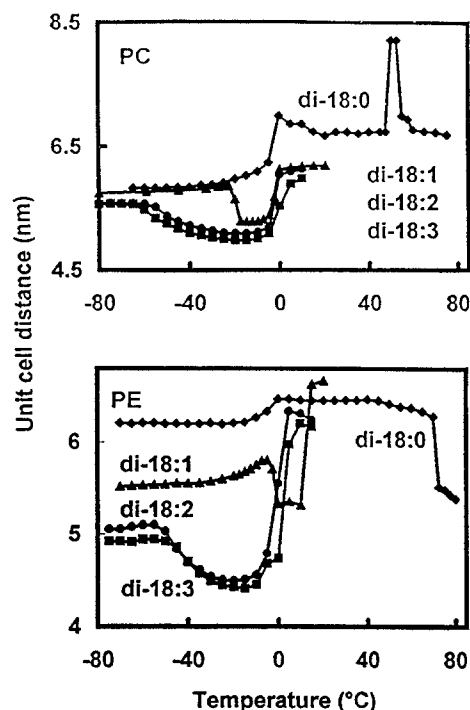 Unit cell distance (nm)
8.5
6.5
4.5
PC
di-18:0
di-18:1
di-18:2
di-18:3
-80 -40 0 40 80
6
5
4
PE
di-18:0
di-18:1
di-18:2
di-18:3
-80 -40 0 40 80
Temperature (°C)